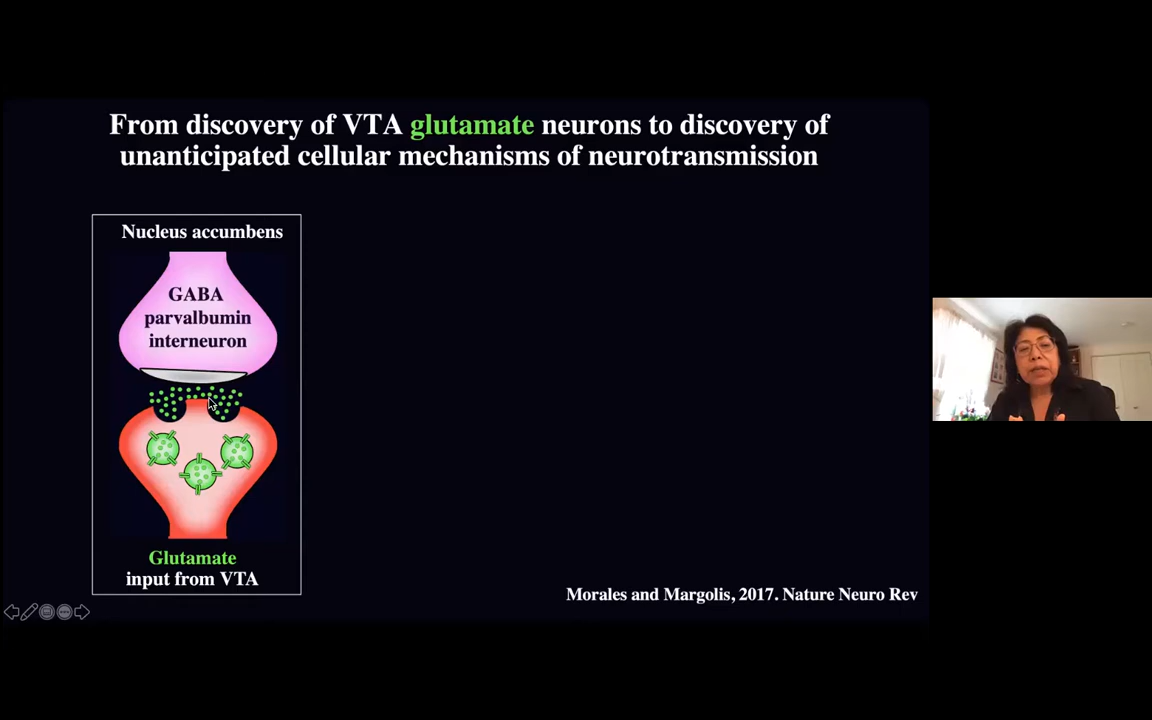 From discovery of VTA glutamate neurons to discovery of
unanticipated cellular mechanisms of neurotransmission
Nucleus accumbens
GABA
parvalbumin
interneuron
Glutamate
input from VTA
Morales and Margolis, 2017. Nature Neuro Rev